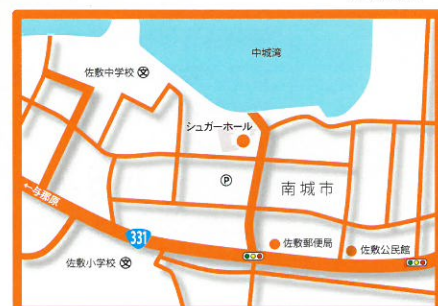 中城湾
佐敷中学校
シュガーホール
P
南城市
←与那原
331
佐敷郵便局
佐敷公民館
佐敷小学校